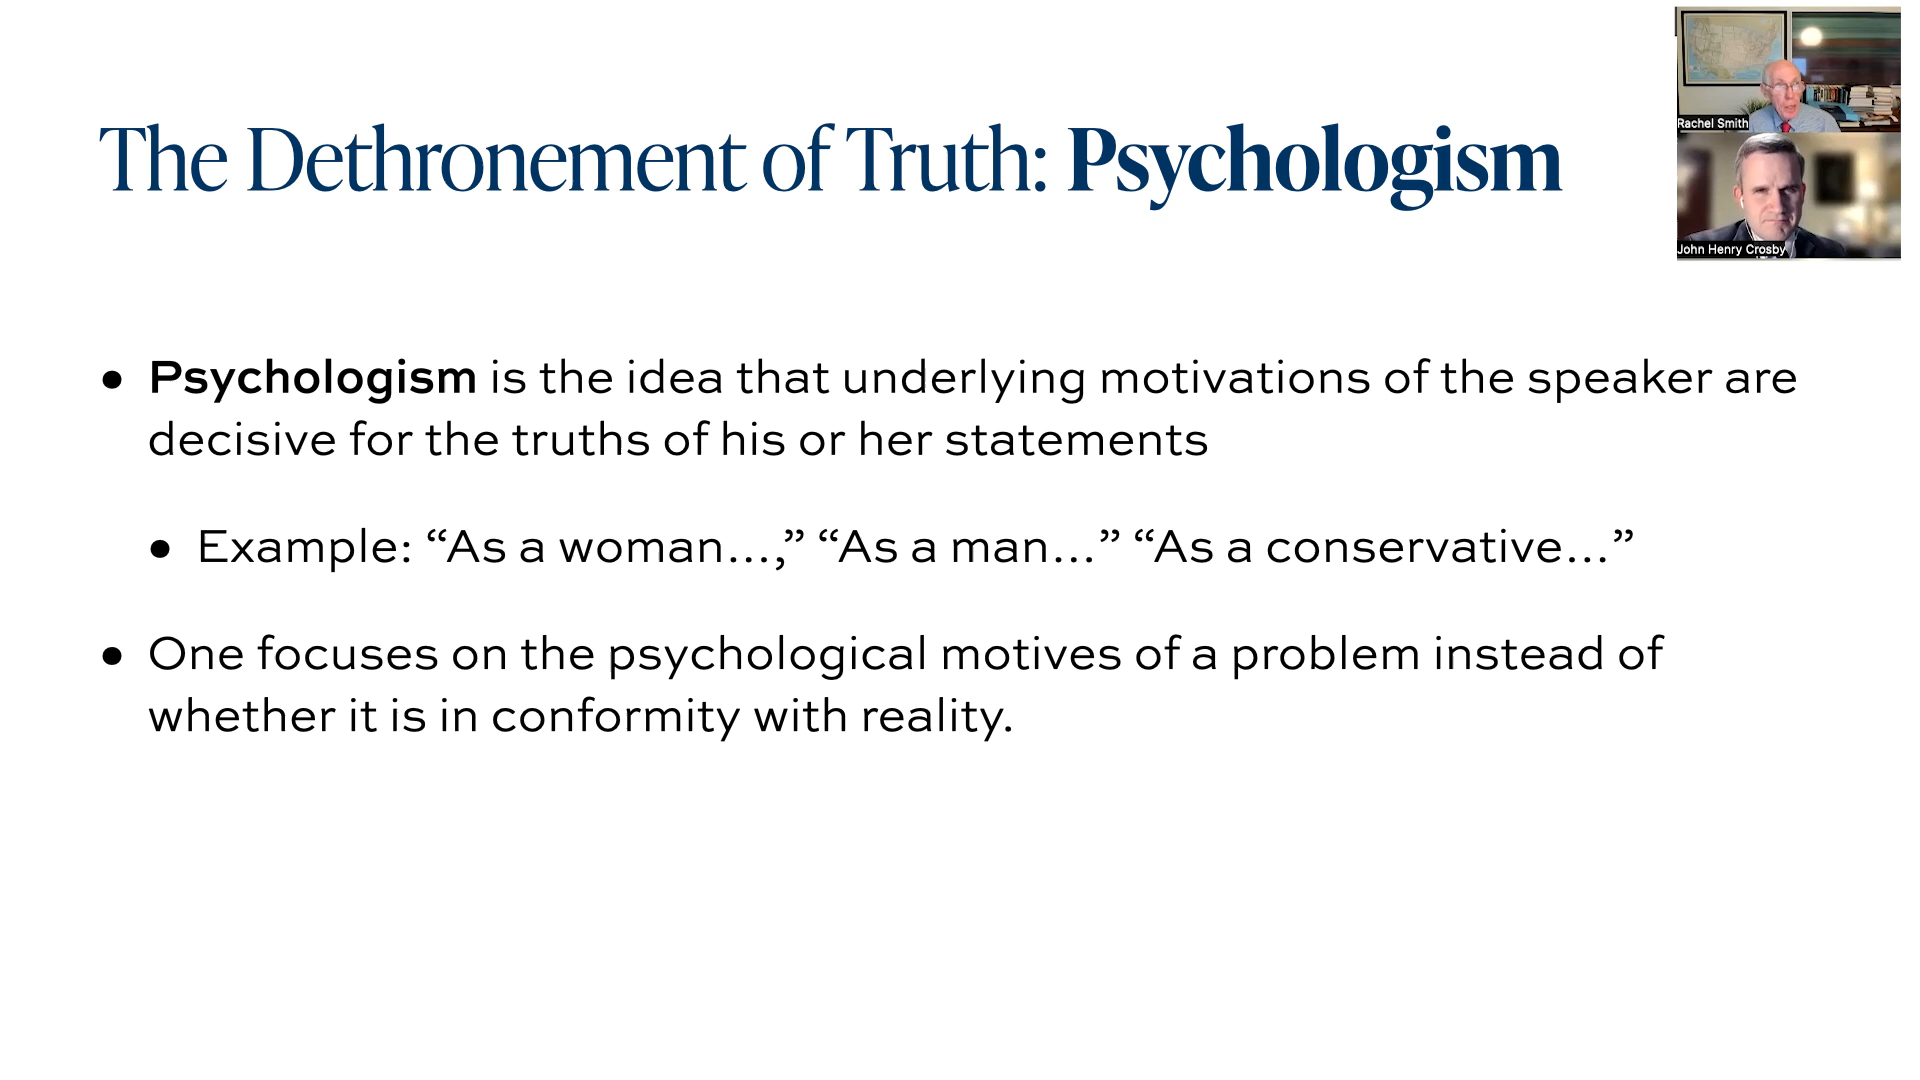 The Dethronement of Truth: Psychologism
Rachel Smith
John Henry Crosby
• Psychologism is the idea that underlying motivations of the speaker are
decisive for the truths of his or her statements
• Example: “As a woman…,” “As a man…” “As a conservative…”
• One focuses on the psychological motives of a problem instead of
whether it is in conformity with reality.